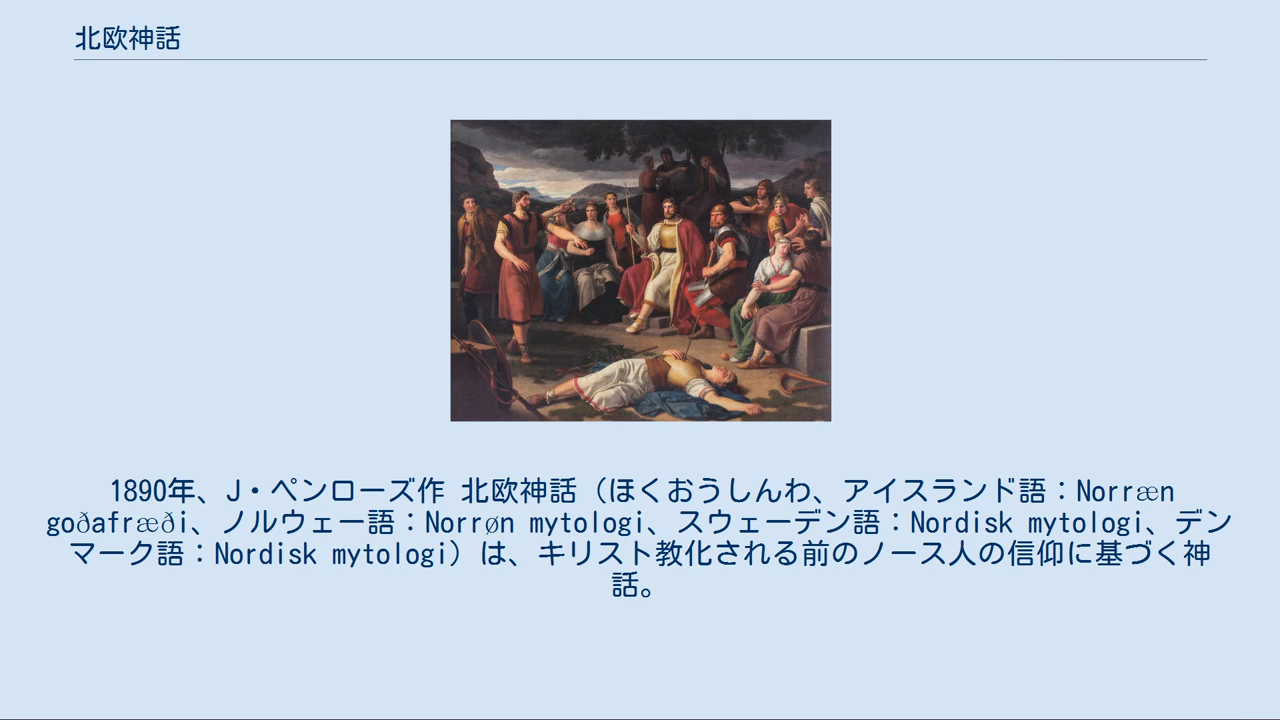 北欧神話
1890年、J・ペンローズ作 北欧神話（ほくおうしんわ、アイスランド語：Norræn
goðafræði、ノルウェー語：Norrøn mytologi、スウェーデン語：Nordisk mytologi、デン
マーク語：Nordisk mytologi）は、キリスト教化される前のノース人の信仰に基づく神
話。